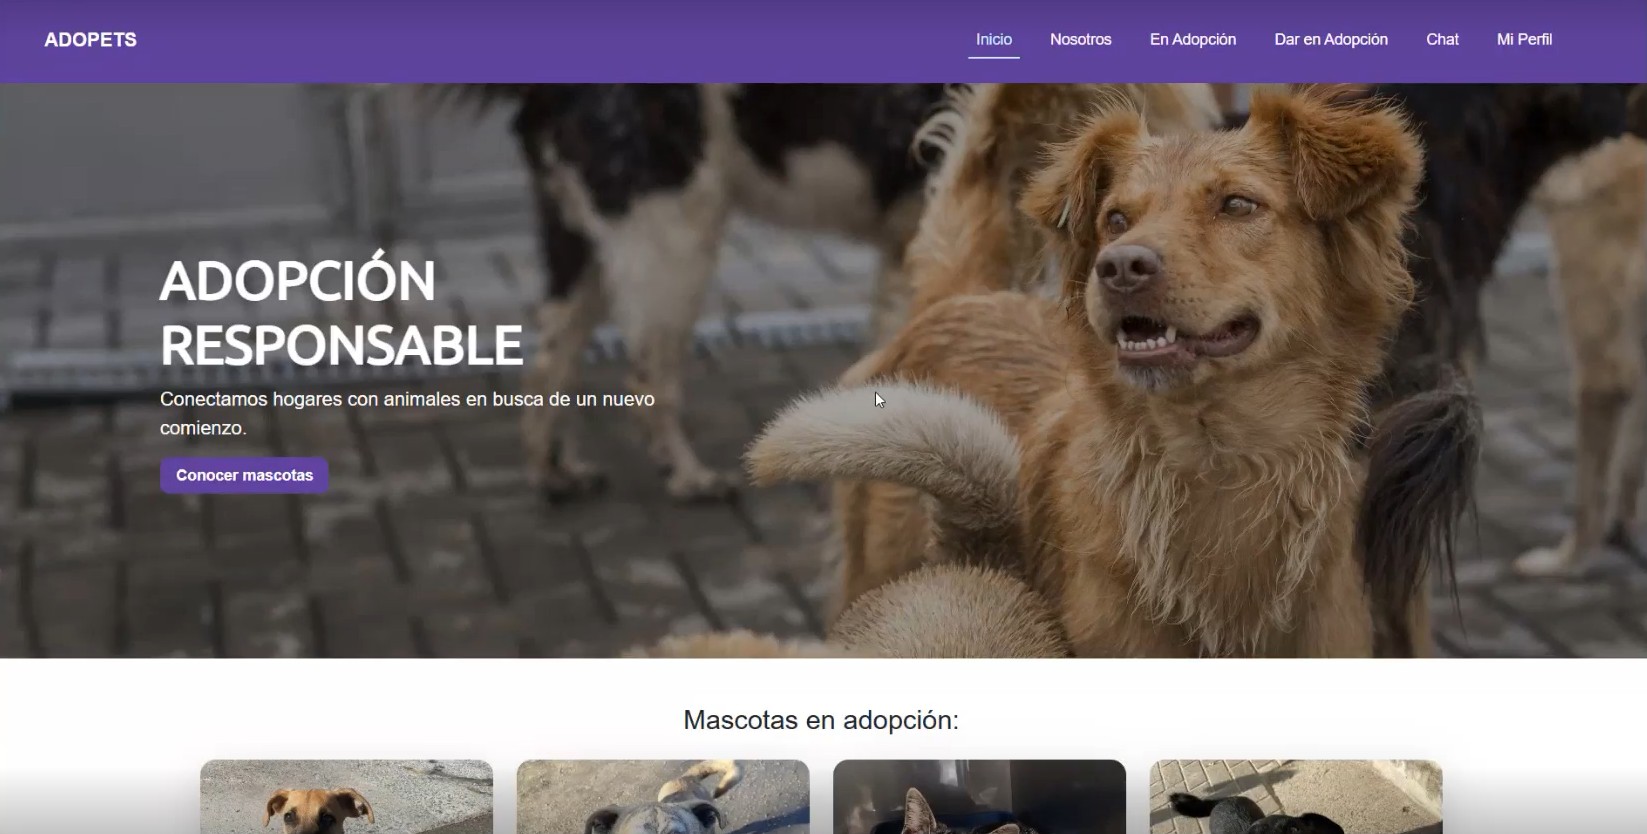 ADOPETS
Inicio
Nosotros
En Adopción
Dar en Adopción
Chat
Mi Perfil
ADOPCIÓN
RESPONSABLE
Conectamos hogares con animales en busca de un nuevo
comienzo.
Conocer mascotas
Mascotas en adopción: